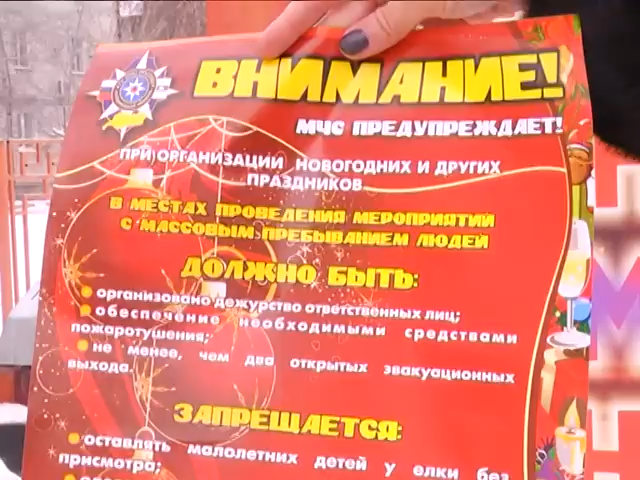 ВНИМАНИЕ!
МЧС ПРЕДУПРЕЖДАЕТ!
ПРИ ОРГАНИЗАЦИИ НОВОГОДНИХ И ДРУГИХ
ПРАЗДНИКОВ
В МЕСТАХ ПРОВЕДЕНИЯ МЕРОПРИЯТИЙ
С МАССОВЫМ ПРЕБЫВАНИЕМ ЛЮДЕЙ
ДОЛЖНО БЫТЬ:
организовано дежурство ответственных лиц;
обеспечение необходимыми средствами
пожаротушения;
не менее, чем два открытых эвакуационных
выхода.
ЗАПРЕЩАЕТСЯ:
оставлять малолетних детей у елки без
присмотра;